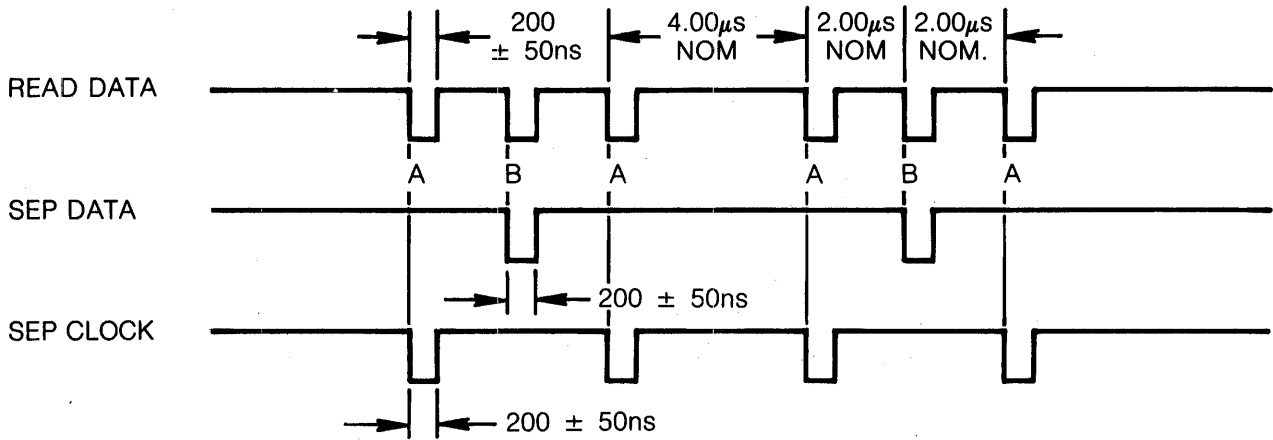 200
± 50ns
4.00μs
NOM
2.00μs
NOM
2.00μs
NOM.
READ DATA
A B A A B A
SEP DATA
200 ± 50ns
SEP CLOCK
200 ± 50ns